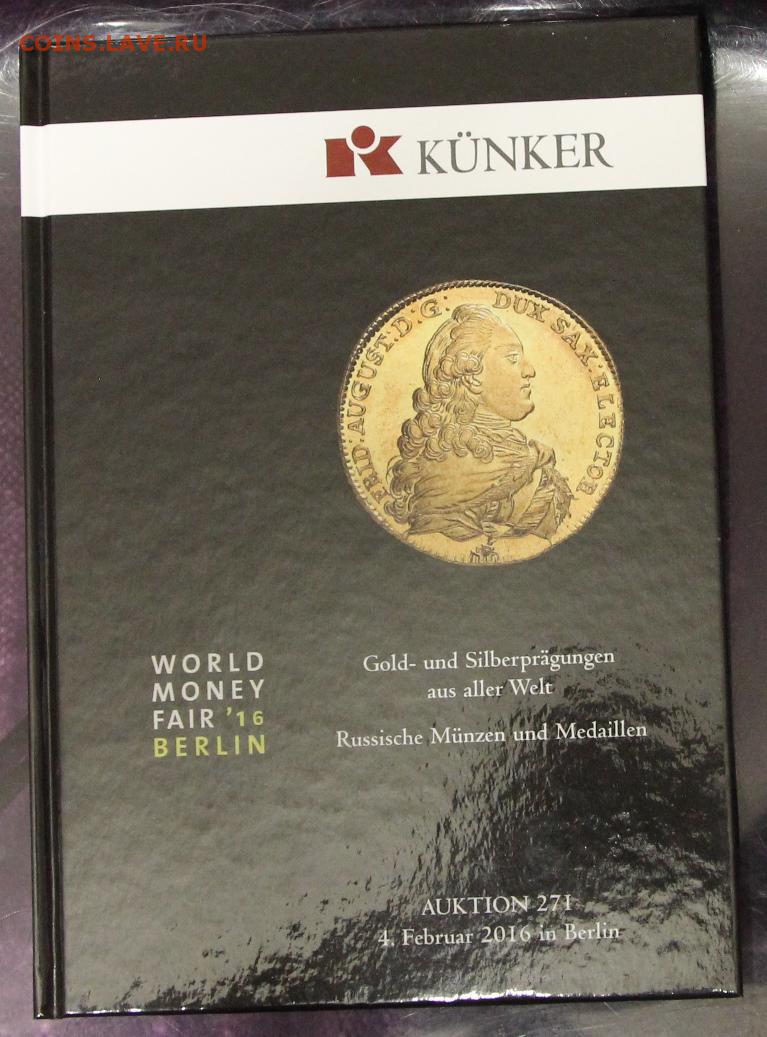 COINS.LAVE.RU
KÜNKER
FRID:AUGUST:D:G: DUX SAX:ELECTOR
WORLD
MONEY
FAIR '16
BERLIN
Gold- und Silberprägungen
aus aller Welt
Russische Münzen und Medaillen
AUKTION 271
4. Februar 2016 in Berlin